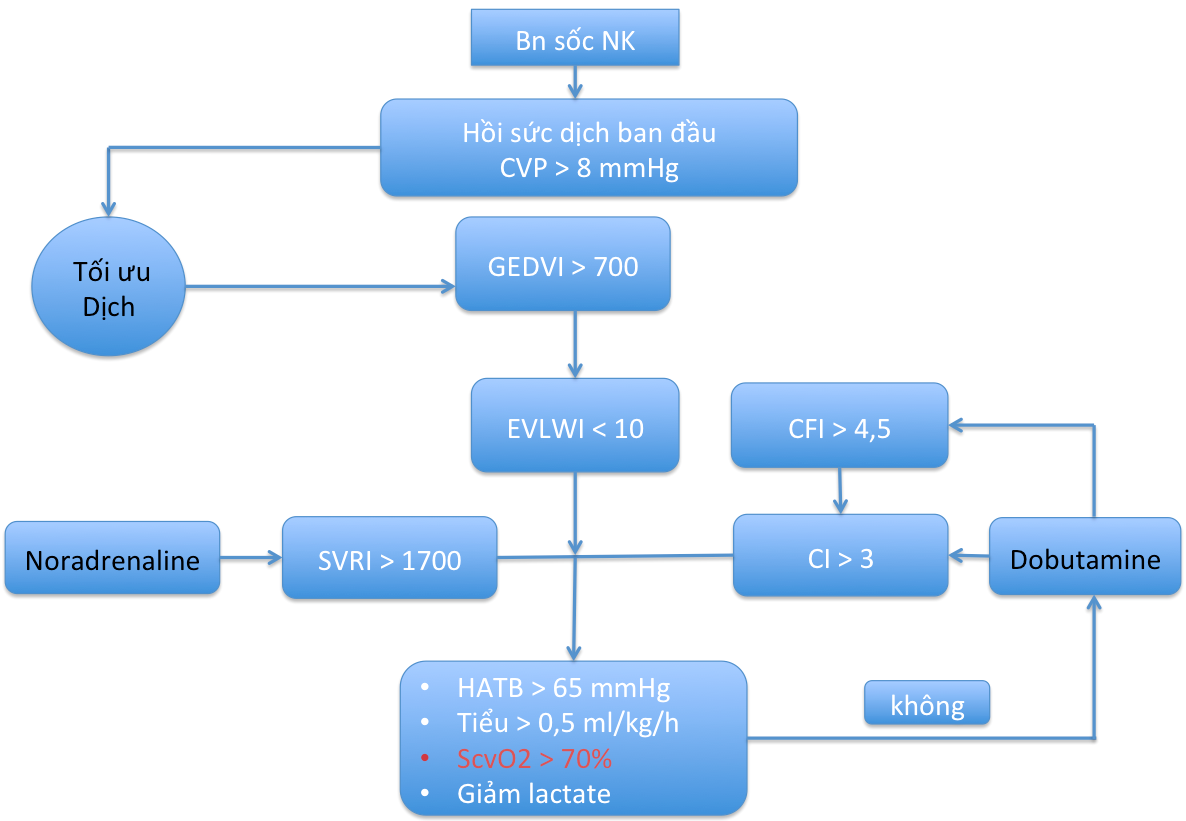 Bn sốc NK
Hồi sức dịch ban đầu
CVP > 8 mmHg
Tối ưu
Dịch
GEDVI > 700
EVLWI < 10
CFI > 4,5
Noradrenaline
SVRI > 1700
CI > 3
Dobutamine
• HATB > 65 mmHg
• Tiểu > 0,5 ml/kg/h
• ScvO2 > 70%
• Giảm lactate
không